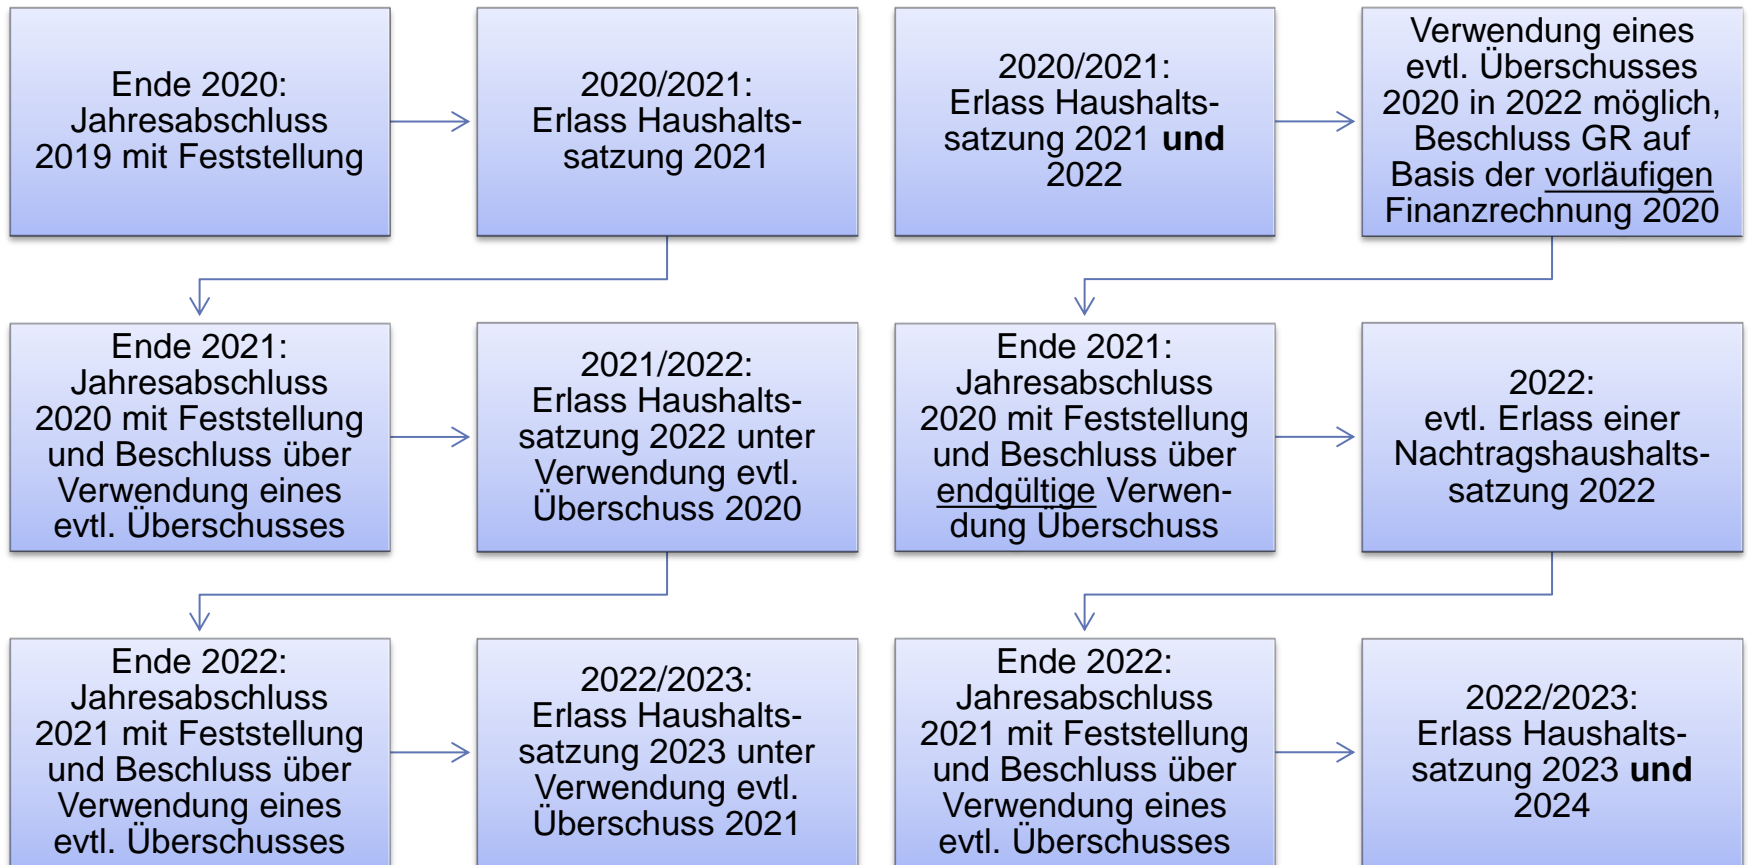 Ende 2020:
Jahresabschluss
2019 mit Feststellung
2020/2021:
Erlass Haushalts-
satzung 2021
Ende 2021:
Jahresabschluss
2020 mit Feststellung
und Beschluss über
Verwendung eines
evtl. Überschusses
2021/2022:
Erlass Haushalts-
satzung 2022 unter
Verwendung evtl.
Überschuss 2020
Ende 2022:
Jahresabschluss
2021 mit Feststellung
und Beschluss über
Verwendung eines
evtl. Überschusses
2022/2023:
Erlass Haushalts-
satzung 2023 unter
Verwendung evtl.
Überschuss 2021
2020/2021:
Erlass Haushalts-
satzung 2021 und
2022
Verwendung eines
evtl. Überschusses
2020 in 2022 möglich,
Beschluss GR auf
Basis der vorläufigen
Finanzrechnung 2020
Ende 2021:
Jahresabschluss
2020 mit Feststellung
und Beschluss über
endgültige Verwen-
dung Überschuss
2022:
evtl. Erlass einer
Nachtragshaushalts-
satzung 2022
Ende 2022:
Jahresabschluss
2021 mit Feststellung
und Beschluss über
Verwendung eines
evtl. Überschusses
2022/2023:
Erlass Haushalts-
satzung 2023 und
2024